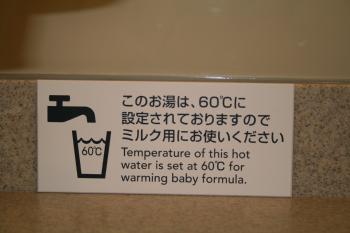 このお湯は、60℃に
設定されておりますので
ミルク用にお使いください
60℃
Temperature of this hot
water is set at 60℃ for
warming baby formula.